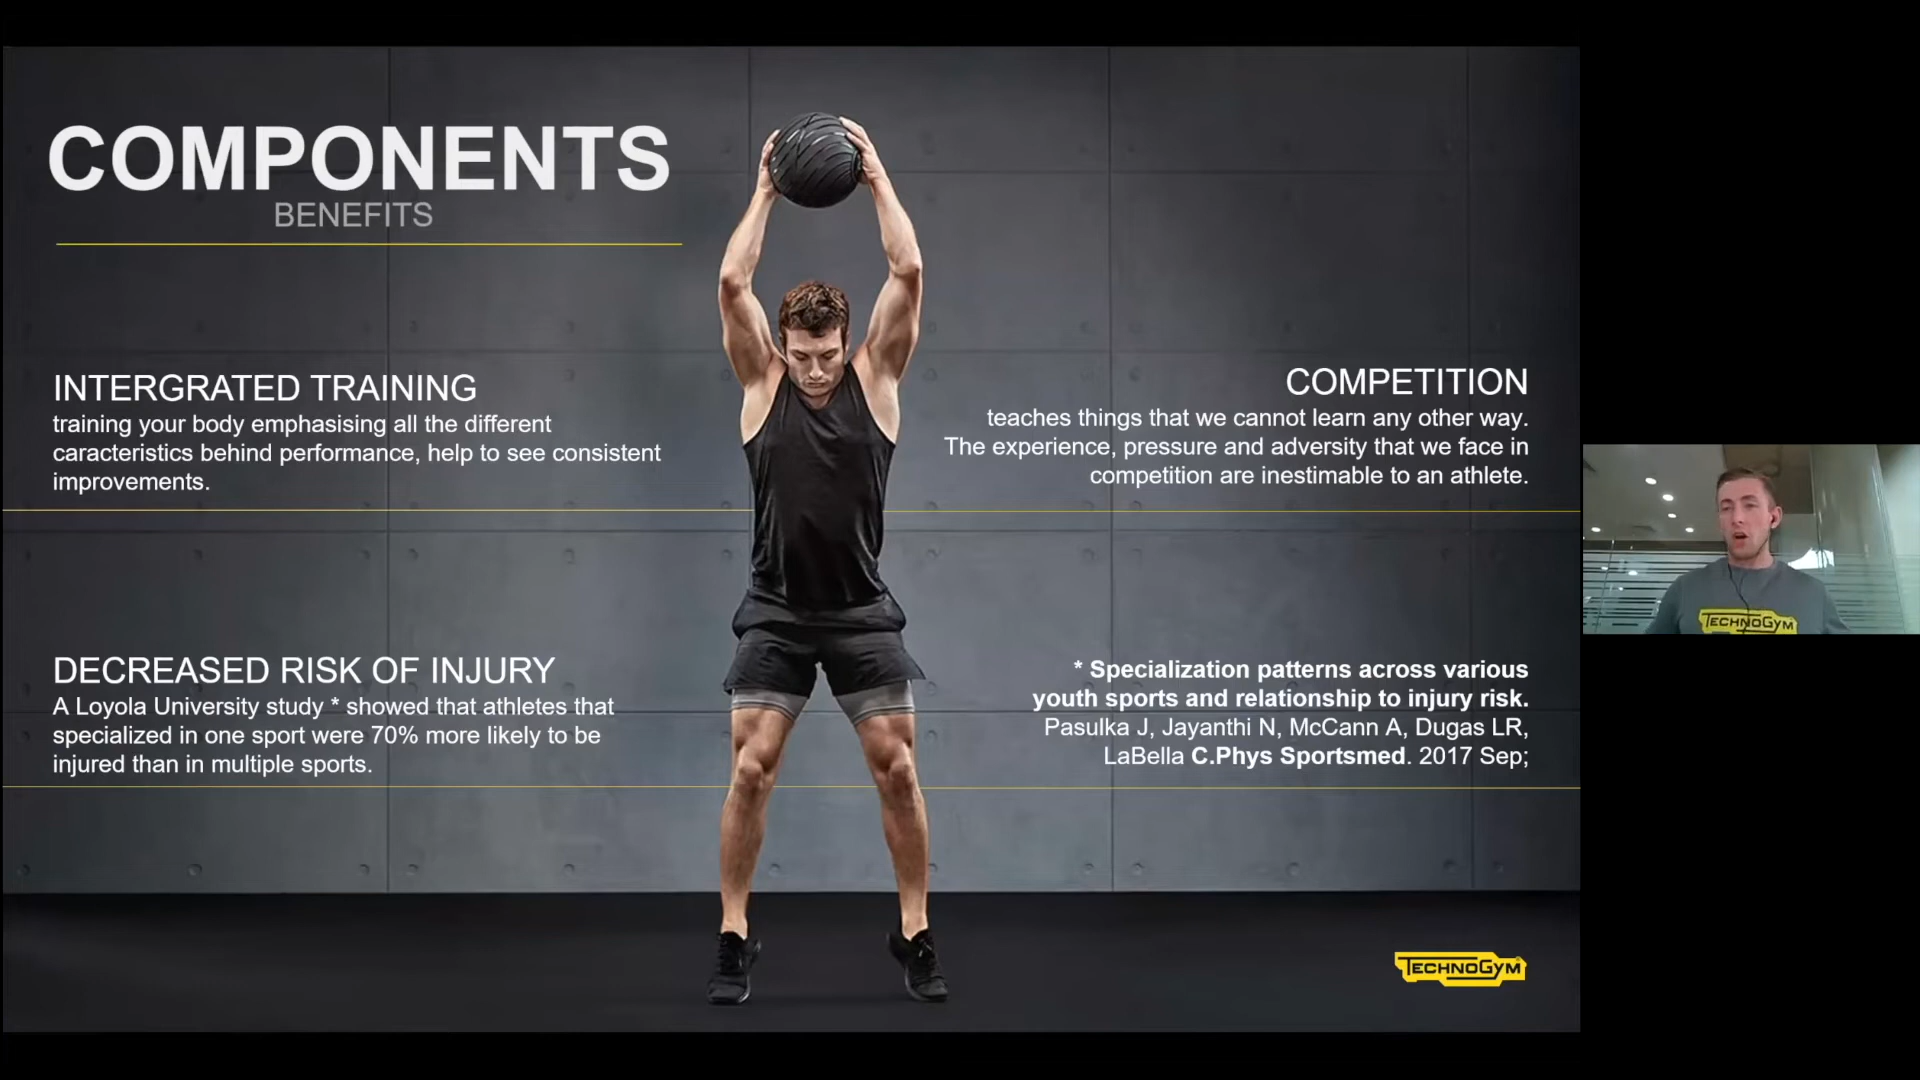 COMPONENTS
BENEFITS
INTERGRATED TRAINING
training your body emphasising all the different
caracteristics behind performance, help to see consistent
improvements.
COMPETITION
teaches things that we cannot learn any other way.
The experience, pressure and adversity that we face in
competition are inestimable to an athlete.
DECREASED RISK OF INJURY
A Loyola University study * showed that athletes that
specialized in one sport were 70% more likely to be
injured than in multiple sports.
* Specialization patterns across various
youth sports and relationship to injury risk.
Pasulka J, Jayanthi N, McCann A, Dugas LR,
LaBella C.Phys Sportsmed. 2017 Sep;
TECHNOGYM
TECHNOGYM